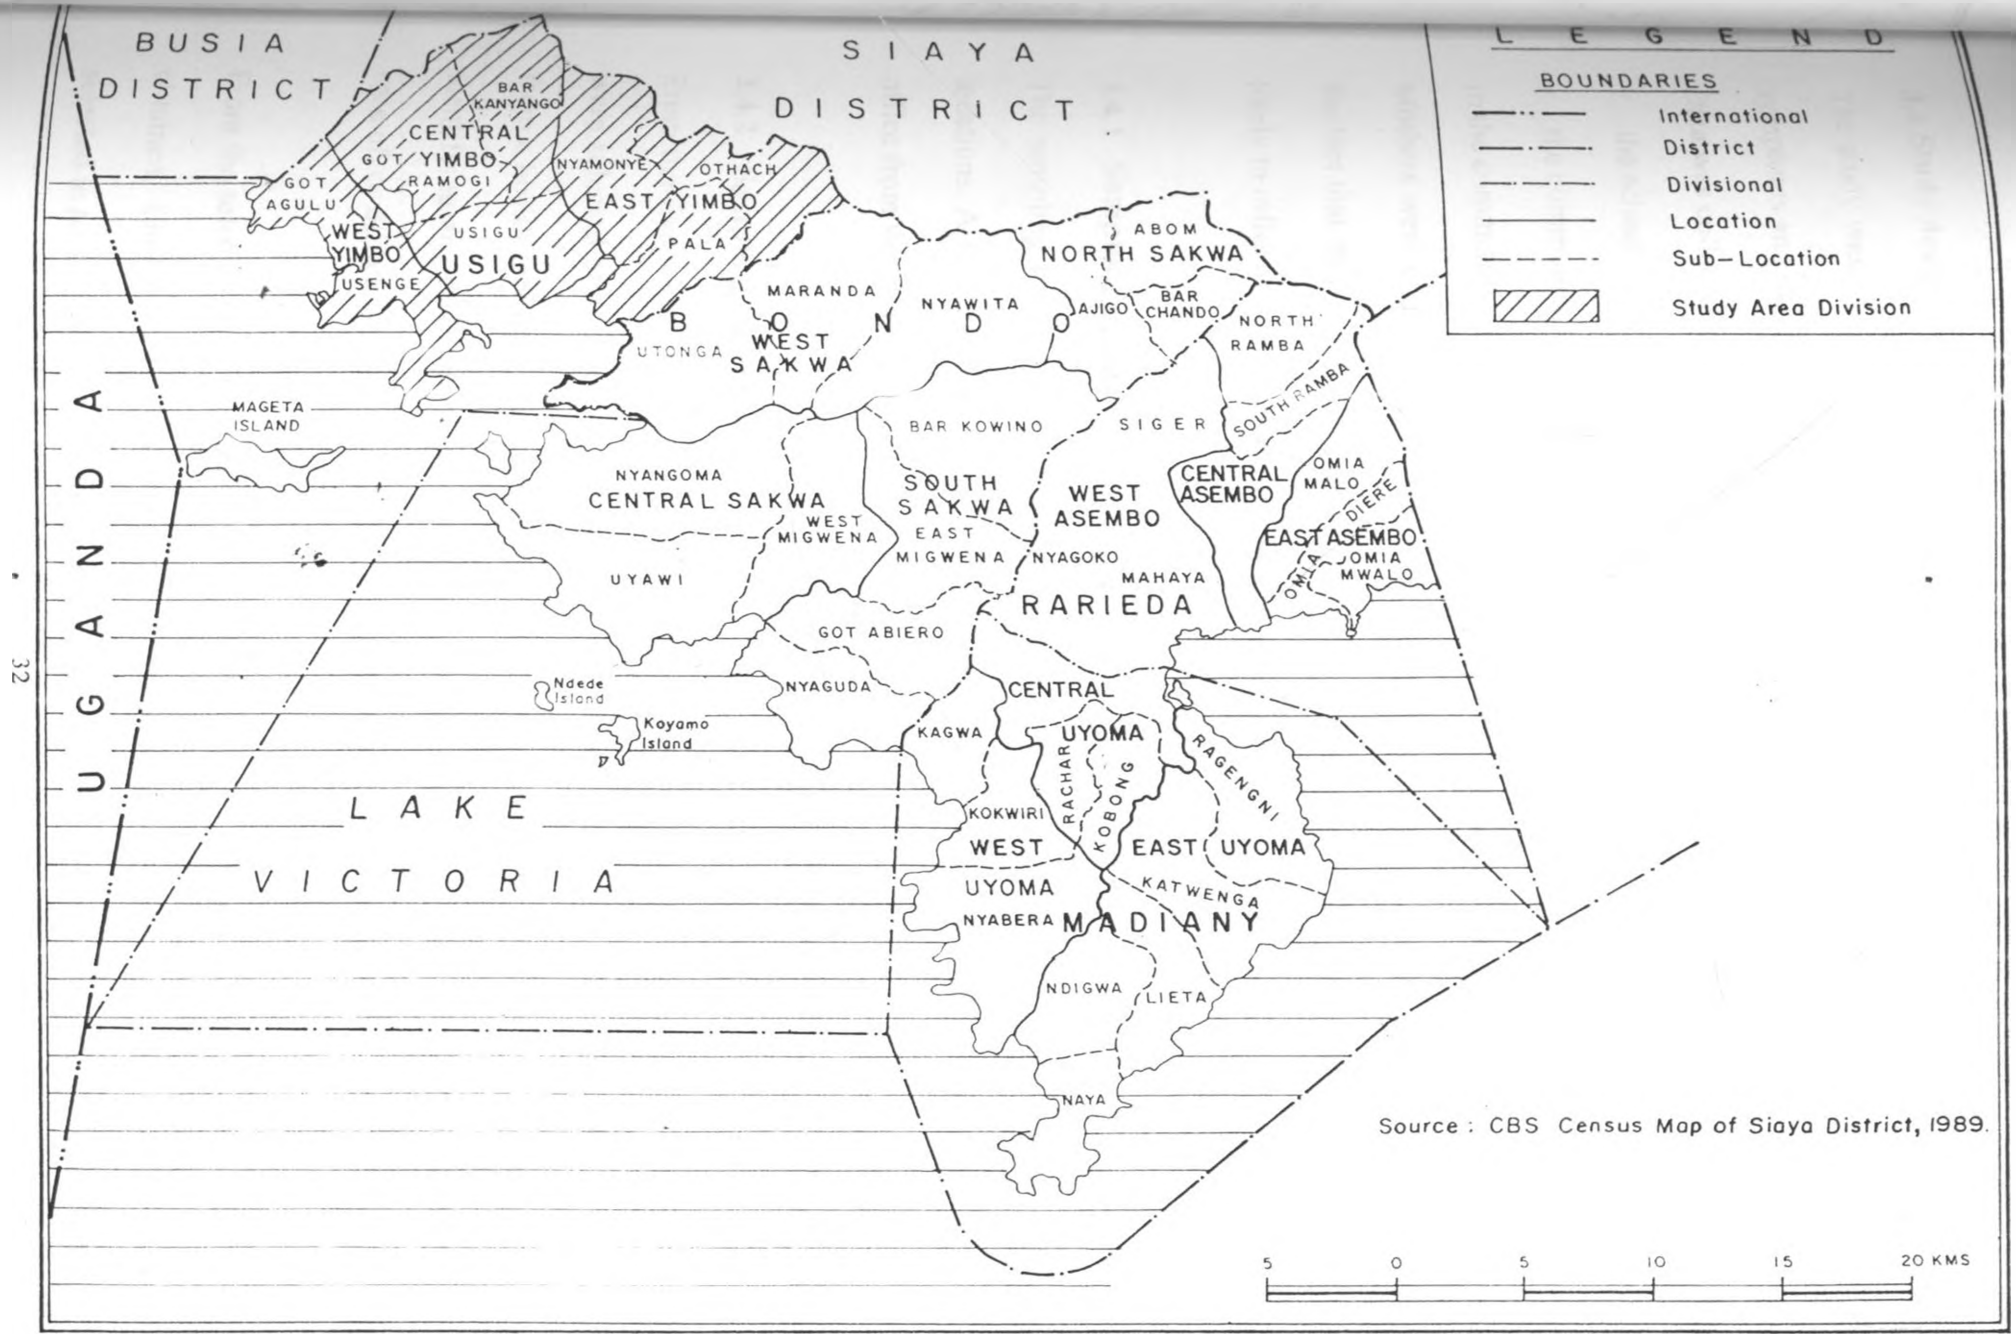 BUSIA
DISTRICT
SIAYA
DISTRICT
LEGEND
BOUNDARIES
International
District
Divisional
Location
Sub-Location
Study Area Division
BAR
KANYANGO
CENTRAL
YIMBO
GOT
RAMOGI
GOT
AGULU
WEST
YIMBO
USENGE
USIGU
USIGU
NYAMONYE
OTHACH
EAST YIMBO
PALA
ABOM
NORTH SAKWA
MARANDA
NYAWITA
AJIGO
BAR
CHANDO
NORTH
RAMBA
BONDO
UTONGA
WEST
SAKWA
SOUTH RAMBA
MAGETA
ISLAND
BAR KOWINO
SIGER
NYANGOMA
CENTRAL SAKWA
SOUTH
SAKWA
WEST
ASEMBO
CENTRAL
ASEMBO
OMIA
MALO
OMIA DIERE
EAST ASEMBO
OMIA
MWALO
WEST
MIGWENA
EAST
MIGWENA
NYAGOKO
MAHAYA
UYAWI
RARIEDA
GOT ABIERO
NYAGUDA
CENTRAL
UYOMA
Ndede
Island
Koyamo
Island
KAGWA
RACHAR
KOBONG
RAGENGNI
KOKWIRI
WEST
UYOMA
EAST UYOMA
NYABERA
KATWENGA
MADIANY
NDIGWA
LIETA
NAYA
UGANDA
LAKE
VICTORIA
Source : CBS Census Map of Siaya District, 1989.
5 0 5 10 15 20 KMS
32